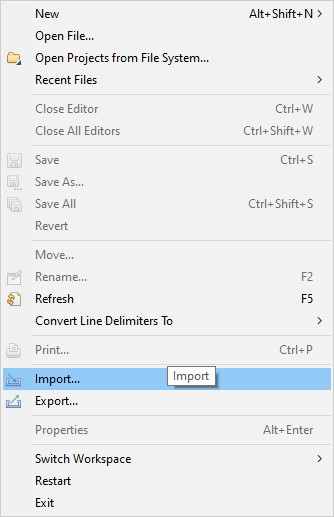 New Alt+Shift+N >
Open File...
Open Projects from File System...
Recent Files >
Close Editor Ctrl+W
Close All Editors Ctrl+Shift+W
Save Ctrl+S
Save As...
Save All Ctrl+Shift+S
Revert
Move...
Rename... F2
Refresh F5
Convert Line Delimiters To >
Print... Ctrl+P
Import... Import
Export...
Properties Alt+Enter
Switch Workspace >
Restart
Exit